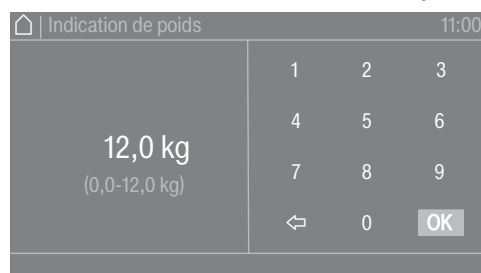 Indication de poids 11:00
12,0 kg
(0,0-12,0 kg)
1 2 3
4 5 6
7 8 9
0 OK